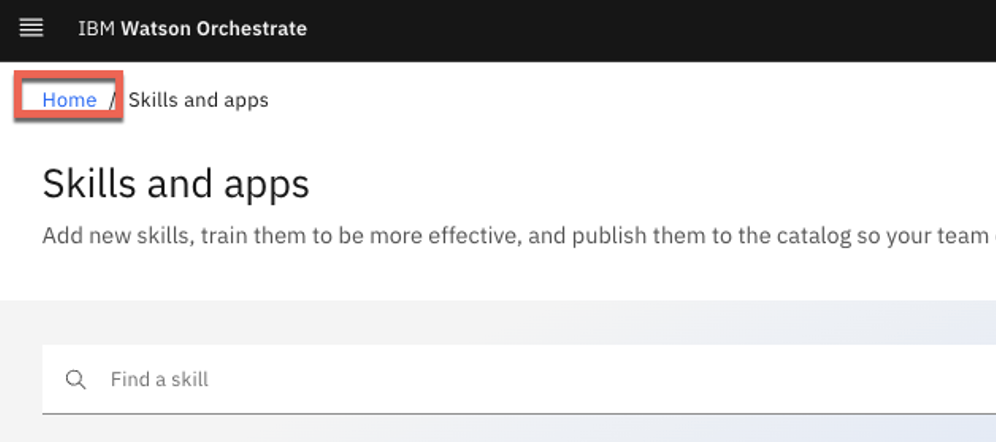 IBM Watson Orchestrate
Home / Skills and apps
Skills and apps
Add new skills, train them to be more effective, and publish them to the catalog so your team
Find a skill